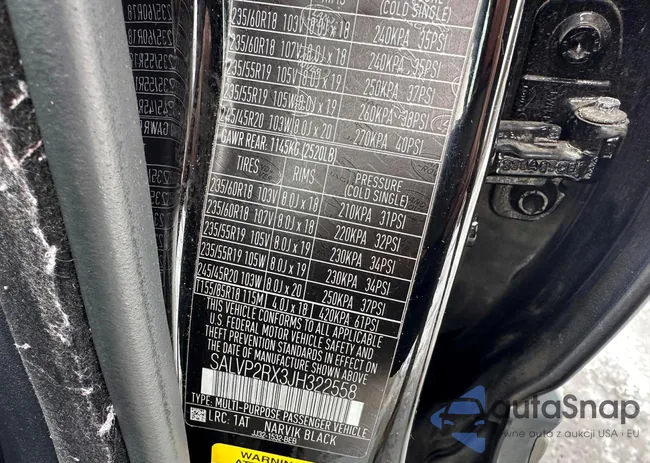 (COLD SINGLE)
235/60R18 103V 8.0J x 18 240KPA 35PSI
235/60R18 107V 8.0J x 18 240KPA 35PSI
235/55R19 105V 8.0J x 19 250KPA 37PSI
235/55R19 105W 8.0J x 19 260KPA 38PSI
245/45R20 103W 8.0J x 20 270KPA 40PSI
GAWR REAR: 1145KG (2520LB)
TIRES RIMS PRESSURE
(COLD SINGLE)
235/60R18 103V 8.0J x 18 210KPA 31PSI
235/60R18 107V 8.0J x 18 220KPA 32PSI
235/55R19 105V 8.0J x 19 230KPA 34PSI
235/55R19 105W 8.0J x 19 230KPA 34PSI
245/45R20 103W 8.0J x 20 250KPA 37PSI
T155/85R18 115M 4.0J x 18 420KPA 61PSI
THIS VEHICLE CONFORMS TO ALL APPLICABLE
U.S. FEDERAL MOTOR VEHICLE SAFETY AND
THEFT PREVENTION STANDARDS IN EFFECT ON
THE DATE OF MANUFACTURE SHOWN ABOVE.
SALVP2RX3JH322558
TYPE: MULTI-PURPOSE PASSENGER VEHICLE
LRC: 1AT NARVIK BLACK
JJ32-1532-BEB
autoSnap
pewne auto z aukcji USA i EU